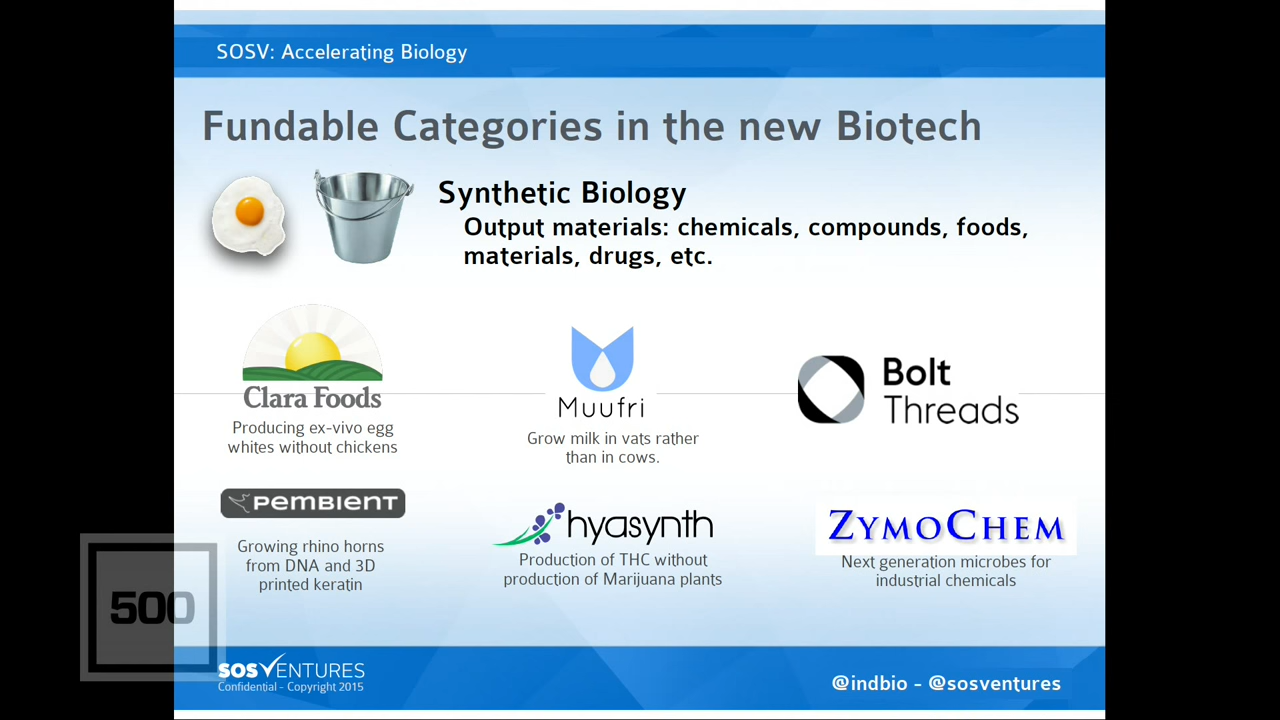 SOSV: Accelerating Biology
Fundable Categories in the new Biotech
Synthetic Biology
Output materials: chemicals, compounds, foods,
materials, drugs, etc.
Clara Foods
Producing ex-vivo egg
whites without chickens
Muufri
Grow milk in vats rather
than in cows.
Bolt
Threads
PEMBIENT
Growing rhino horns
from DNA and 3D
printed keratin
hyasynth
Production of THC without
production of Marijuana plants
ZYMOCHEM
Next generation microbes for
industrial chemicals
500
SOSVENTURES
Confidential - Copyright 2015
@indbio - @sosventures